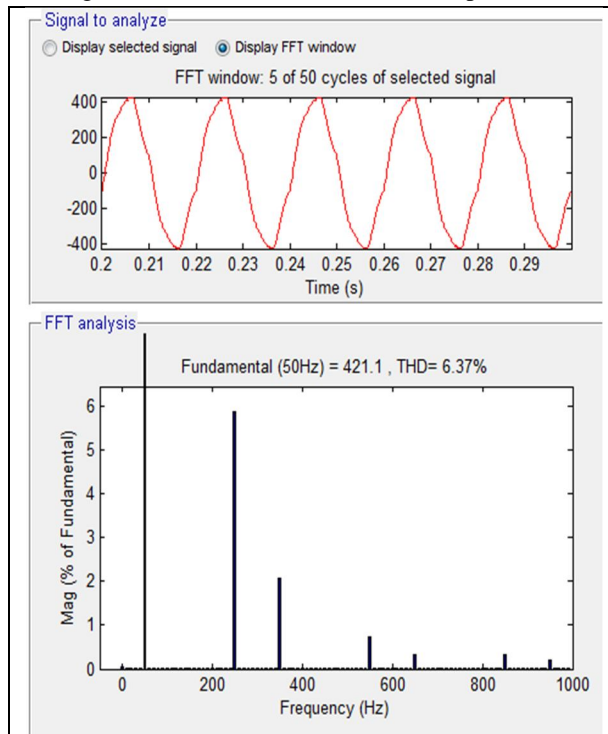 Signal to analyze
Display selected signal Display FFT window
FFT window: 5 of 50 cycles of selected signal
400
200
0
-200
-400
0.2 0.21 0.22 0.23 0.24 0.25 0.26 0.27 0.28 0.29
Time (s)
FFT analysis
Fundamental (50Hz) = 421.1 , THD= 6.37%
Mag (% of Fundamental)
6
5
4
3
2
1
0
0 200 400 600 800 1000
Frequency (Hz)